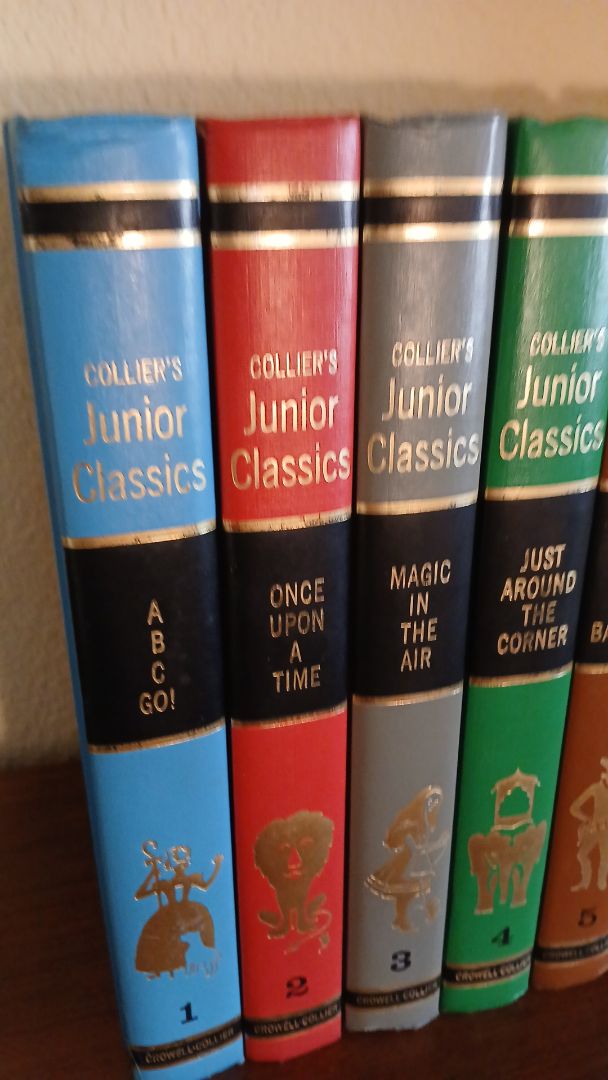 COLLIER'S
Junior
Classics
A
B
C
GO!
1
CROWELL-COLLIER
COLLIER'S
Junior
Classics
ONCE
UPON
A
TIME
2
CROWELL-COLLIER
COLLIER'S
Junior
Classics
MAGIC
IN
THE
AIR
3
CROWELL COLLIER
COLLIER'S
Junior
Classics
JUST
AROUND
THE
CORNER
4
CROWELL-COLLIER
5